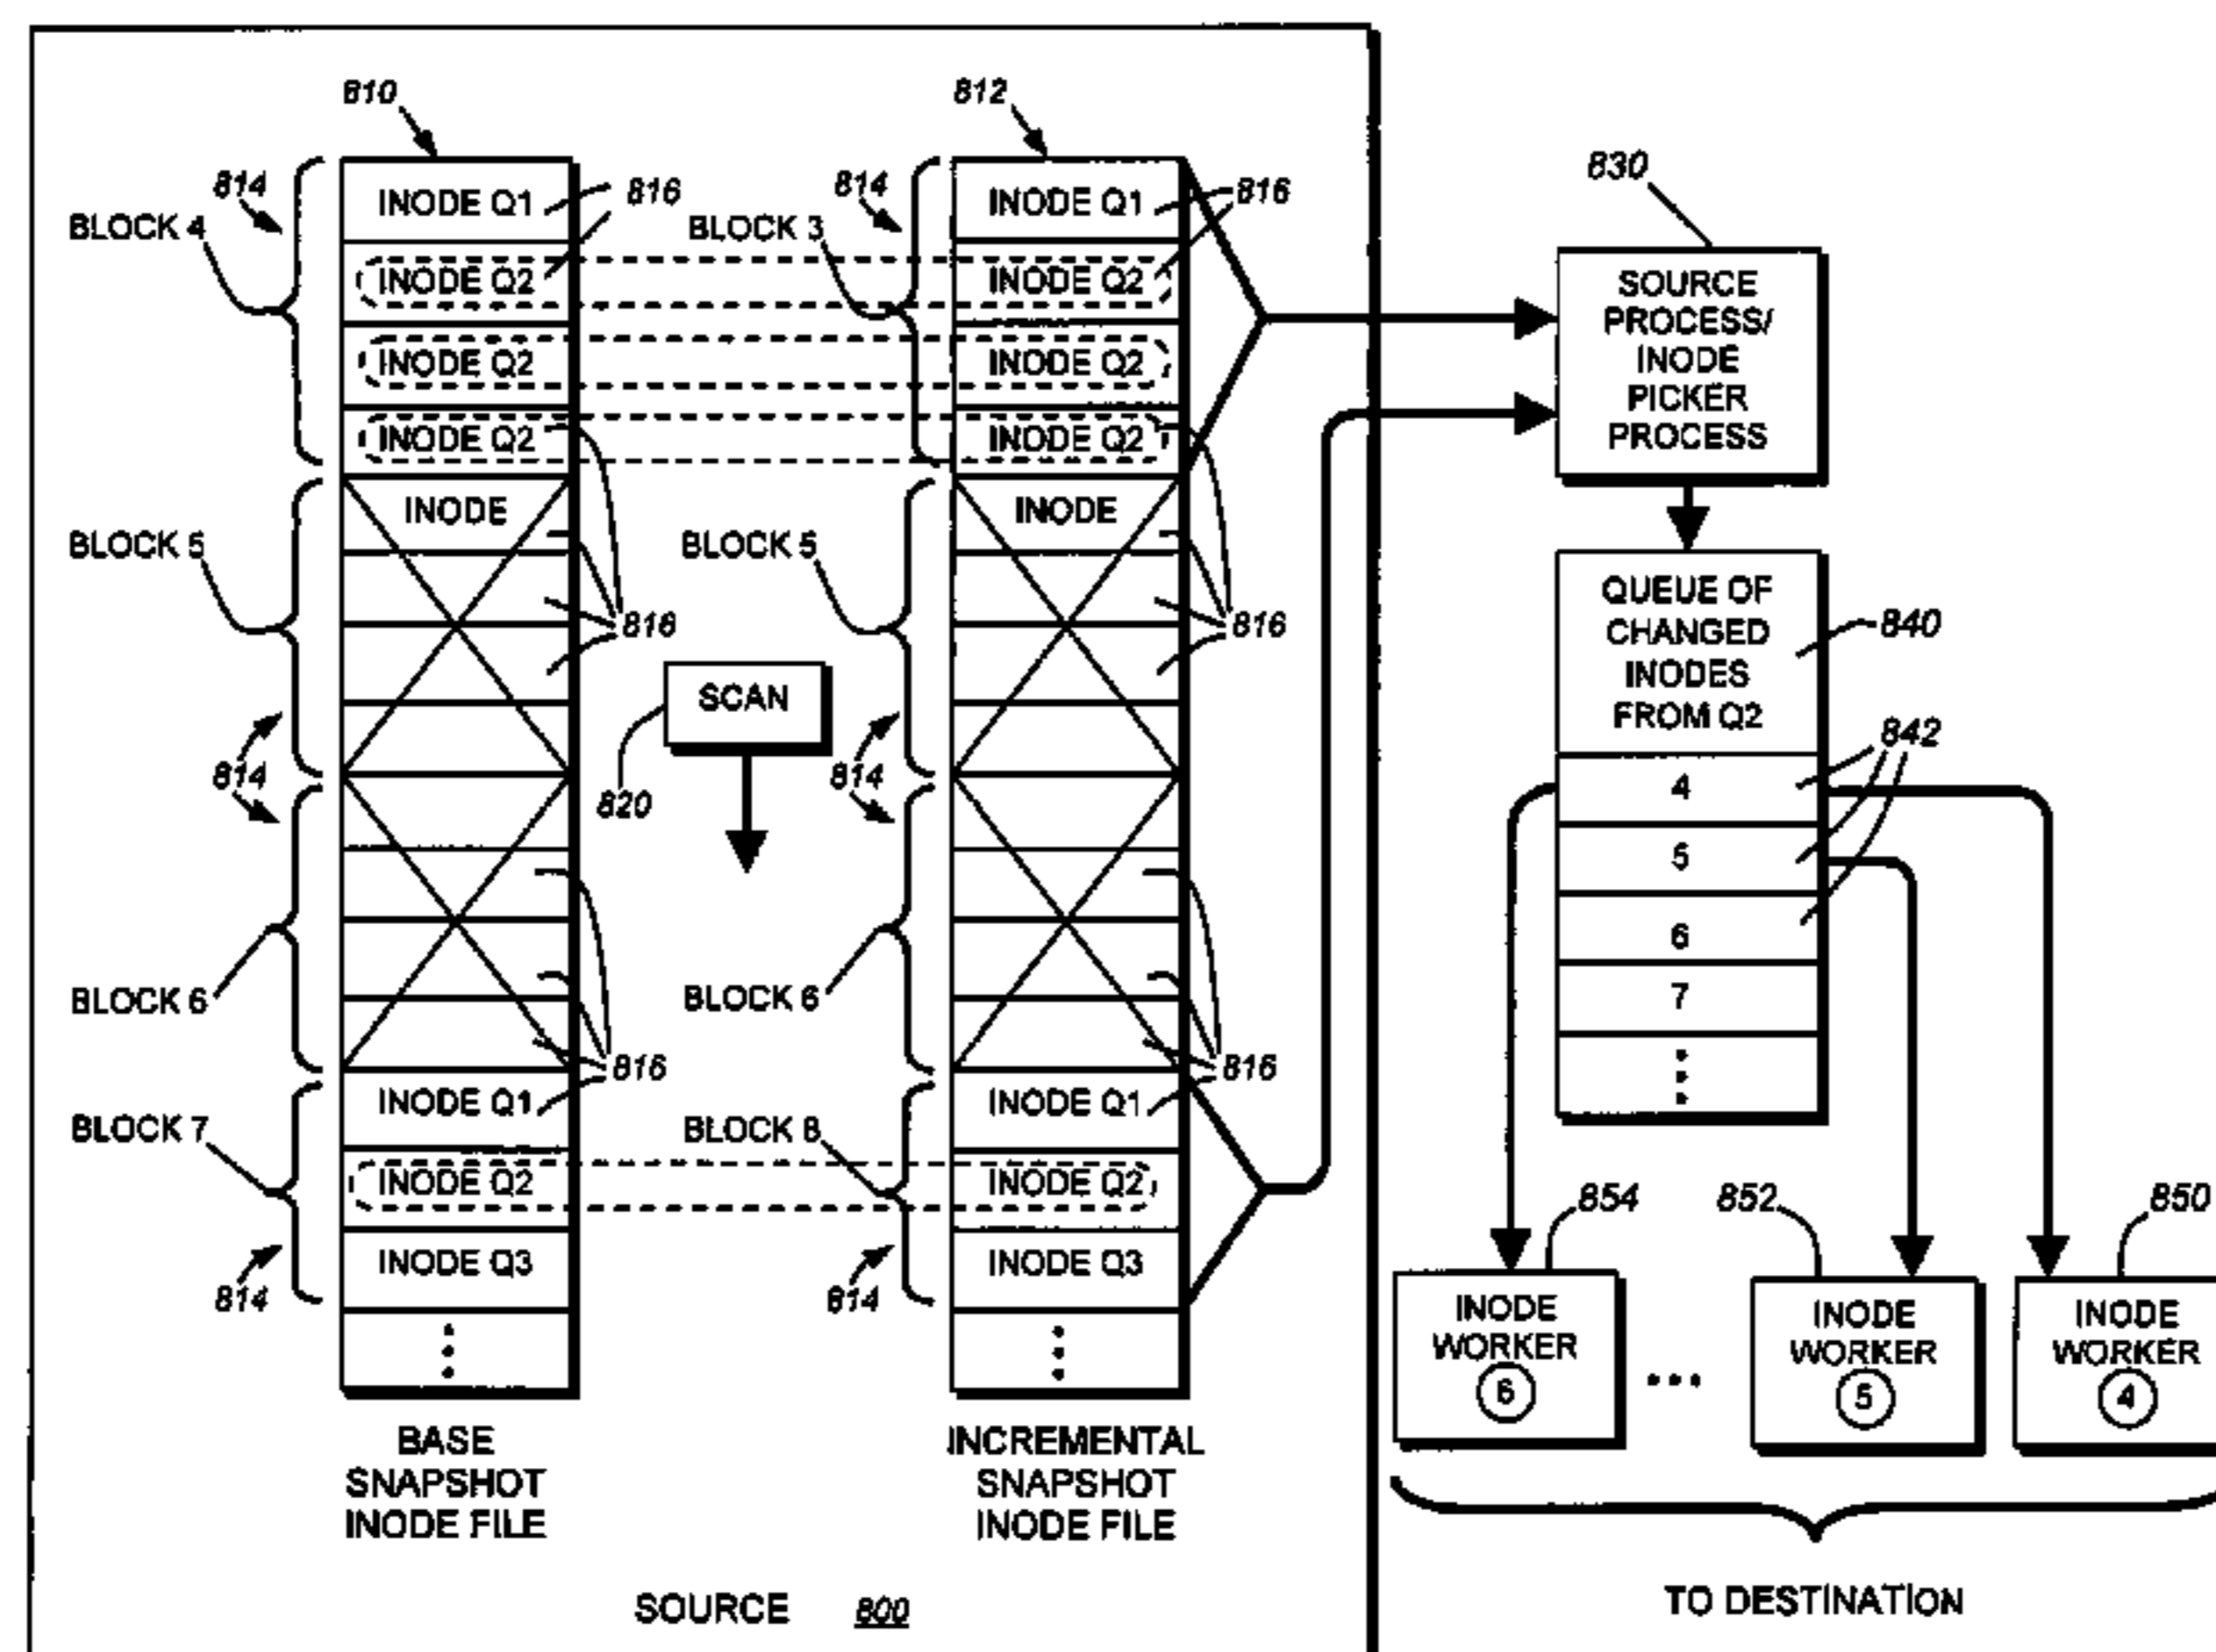 810
812
814
INODE Q1
816
814
INODE Q1
816
830
BLOCK 4
BLOCK 3
INODE Q2
INODE Q2
INODE Q2
INODE Q2
INODE Q2
INODE Q2
SOURCE
PROCESS/
INODE
PICKER
PROCESS
INODE
INODE
BLOCK 5
BLOCK 5
816
816
QUEUE OF
CHANGED
INODES
FROM Q2
840
SCAN
842
814
820
814
4
5
6
7
BLOCK 6
BLOCK 6
816
816
INODE Q1
INODE Q1
BLOCK 7
BLOCK 8
INODE Q2
INODE Q2
854
852
850
INODE Q3
INODE Q3
814
814
INODE
WORKER
6
...
INODE
WORKER
5
INODE
WORKER
4
BASE
SNAPSHOT
INODE FILE
INCREMENTAL
SNAPSHOT
INODE FILE
SOURCE 800
TO DESTINATION